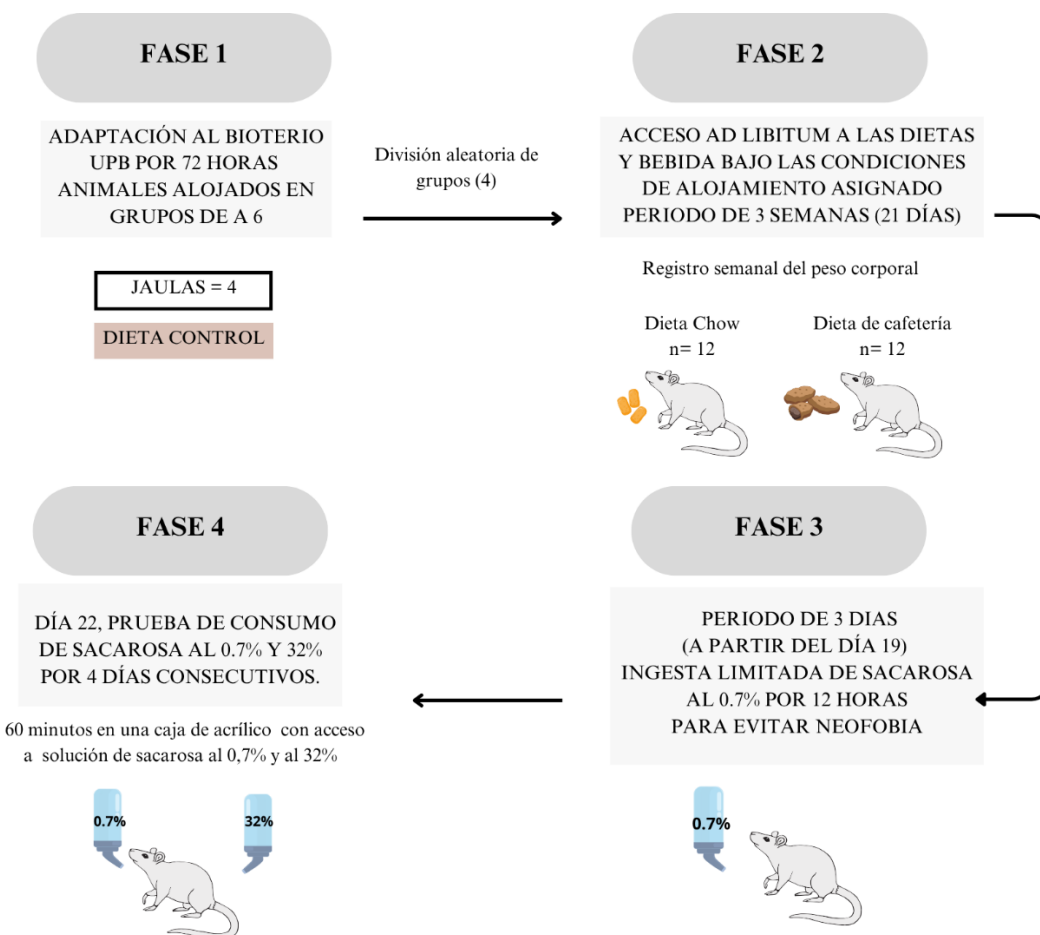 FASE 1
ADAPTACIÓN AL BIOTERIO
UPB POR 72 HORAS
ANIMALES ALOJADOS EN
GRUPOS DE A 6
JAULAS = 4
DIETA CONTROL
División aleatoria de
grupos (4)
FASE 2
ACCESO AD LIBITUM A LAS DIETAS
Y BEBIDA BAJO LAS CONDICIONES
DE ALOJAMIENTO ASIGNADO
PERIODO DE 3 SEMANAS (21 DÍAS)
Registro semanal del peso corporal
Dieta Chow
n= 12
Dieta de cafetería
n= 12
FASE 3
PERIODO DE 3 DIAS
(A PARTIR DEL DÍA 19)
INGESTA LIMITADA DE SACAROSA
AL 0.7% POR 12 HORAS
PARA EVITAR NEOFOBIA
0.7%
FASE 4
DÍA 22, PRUEBA DE CONSUMO
DE SACAROSA AL 0.7% Y 32%
POR 4 DÍAS CONSECUTIVOS.
60 minutos en una caja de acrílico con acceso
a solución de sacarosa al 0,7% y al 32%
0.7%
32%